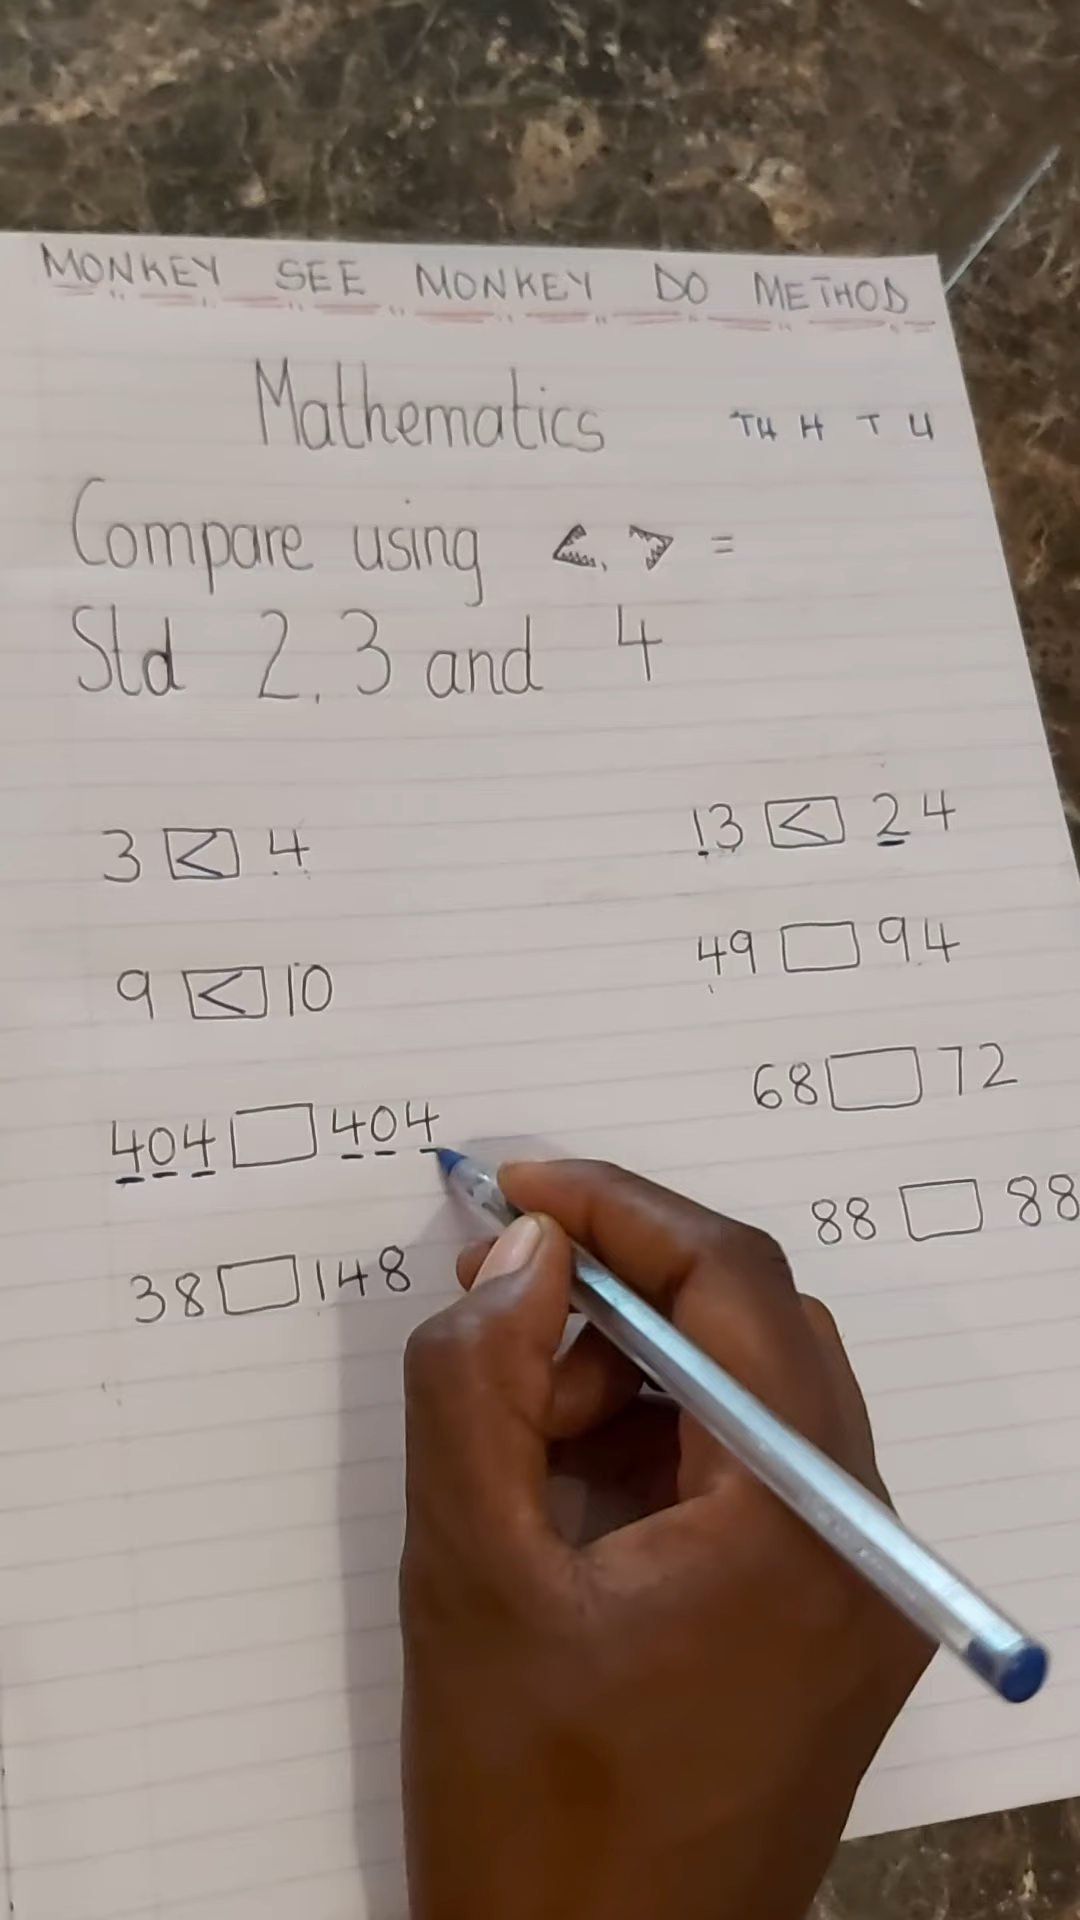 MONKEY SEE MONKEY DO METHOD
Mathematics TH H T U
Compare using <, > =
Std 2, 3 and 4
3 < 4
9 < 10
404 □ 404
38 □ 148
13 < 24
49 □ 94
68 □ 72
88 □ 88